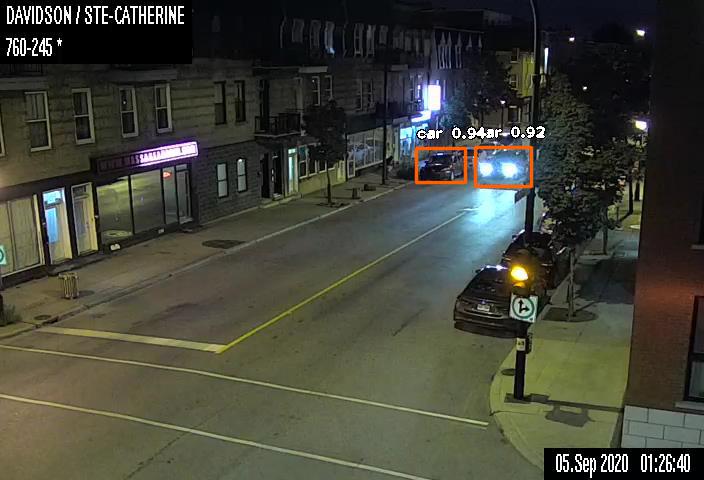 DAVIDSON / STE-CATHERINE
760-245 *
car 0.94
ar 0.92
05.Sep 2020 01:26:40